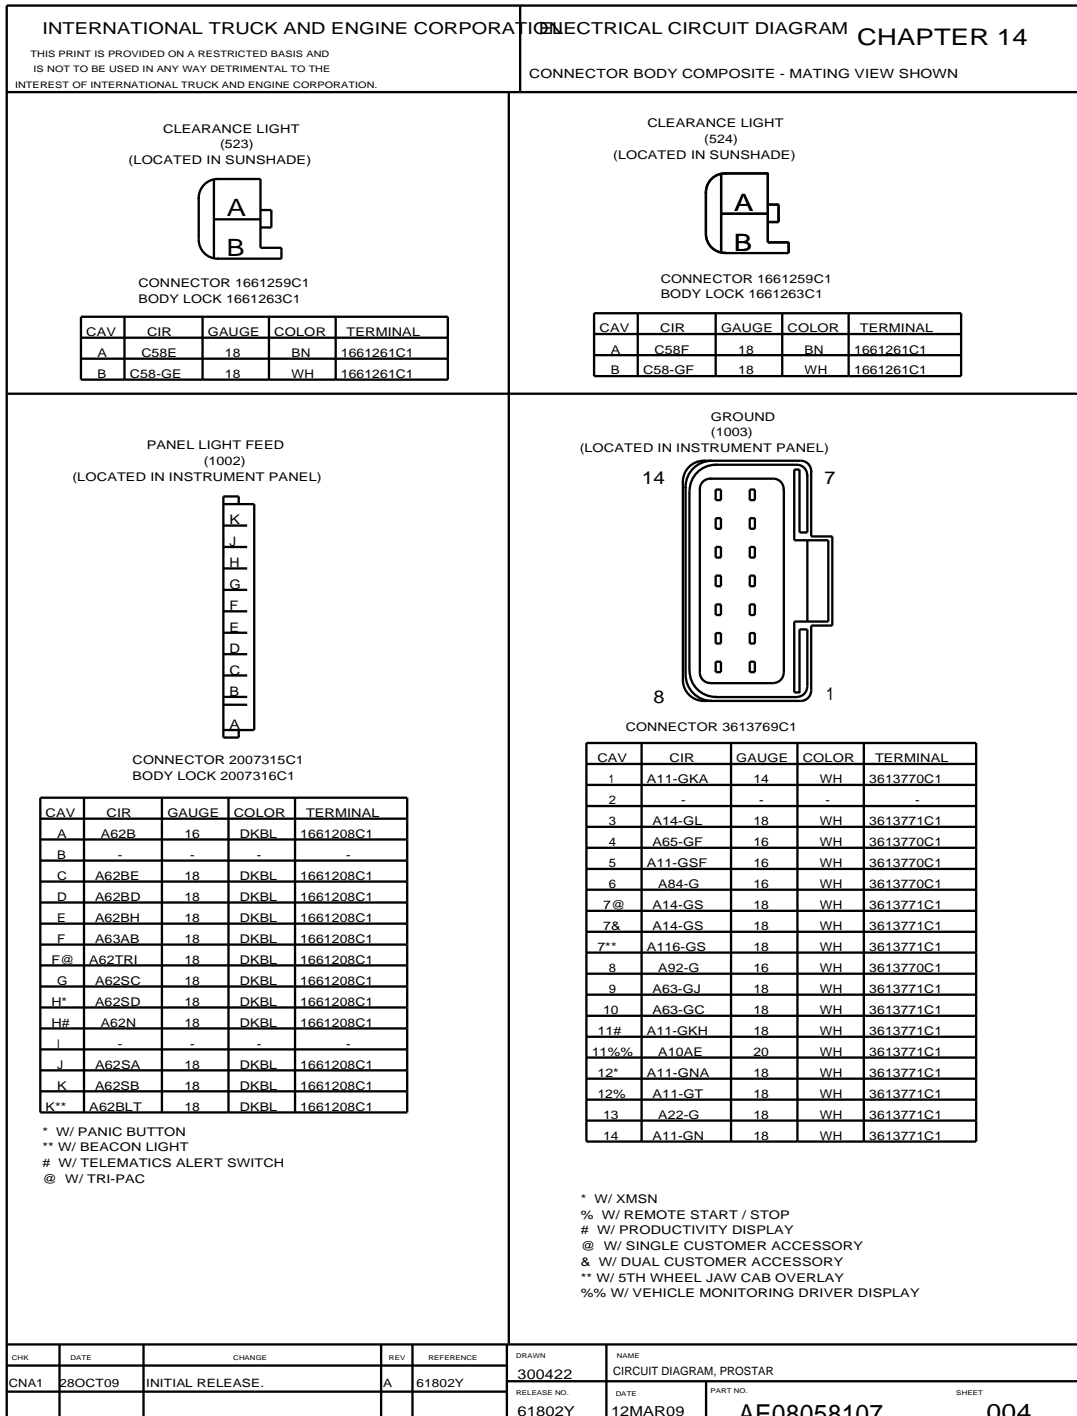 INTERNATIONAL TRUCK AND ENGINE CORPORATION
THIS PRINT IS PROVIDED ON A RESTRICTED BASIS AND
IS NOT TO BE USED IN ANY WAY DETRIMENTAL TO THE
INTEREST OF INTERNATIONAL TRUCK AND ENGINE CORPORATION.
ELECTRICAL CIRCUIT DIAGRAM CHAPTER 14
CONNECTOR BODY COMPOSITE - MATING VIEW SHOWN
CLEARANCE LIGHT
(523)
(LOCATED IN SUNSHADE)
A
B
CONNECTOR 1661259C1
BODY LOCK 1661263C1
CAV CIR GAUGE COLOR TERMINAL
A C58E 18 BN 1661261C1
B C58-GE 18 WH 1661261C1
CLEARANCE LIGHT
(524)
(LOCATED IN SUNSHADE)
A
B
CONNECTOR 1661259C1
BODY LOCK 1661263C1
CAV CIR GAUGE COLOR TERMINAL
A C58F 18 BN 1661261C1
B C58-GF 18 WH 1661261C1
PANEL LIGHT FEED
(1002)
(LOCATED IN INSTRUMENT PANEL)
K
J
H
G
F
E
D
C
B
A
CONNECTOR 2007315C1
BODY LOCK 2007316C1
CAV CIR GAUGE COLOR TERMINAL
A A62B 16 DKBL 1661208C1
B - - - -
C A62BE 18 DKBL 1661208C1
D A62BD 18 DKBL 1661208C1
E A62BH 18 DKBL 1661208C1
F A63AB 18 DKBL 1661208C1
F@ A62TRI 18 DKBL 1661208C1
G A62SC 18 DKBL 1661208C1
H* A62SD 18 DKBL 1661208C1
H# A62N 18 DKBL 1661208C1
I - - - -
J A62SA 18 DKBL 1661208C1
K A62SB 18 DKBL 1661208C1
K** A62BLT 18 DKBL 1661208C1
* W/ PANIC BUTTON
** W/ BEACON LIGHT
# W/ TELEMATICS ALERT SWITCH
@ W/ TRI-PAC
GROUND
(1003)
(LOCATED IN INSTRUMENT PANEL)
14 7
8 1
CONNECTOR 3613769C1
CAV CIR GAUGE COLOR TERMINAL
1 A11-GKA 14 WH 3613770C1
2 - - - -
3 A14-GL 18 WH 3613771C1
4 A65-GF 16 WH 3613770C1
5 A11-GSF 16 WH 3613770C1
6 A84-G 16 WH 3613770C1
7@ A14-GS 18 WH 3613771C1
7& A14-GS 18 WH 3613771C1
7** A116-GS 18 WH 3613771C1
8 A92-G 16 WH 3613770C1
9 A63-GJ 18 WH 3613771C1
10 A63-GC 18 WH 3613771C1
11# A11-GKH 18 WH 3613771C1
11%% A10AE 20 WH 3613771C1
12* A11-GNA 18 WH 3613771C1
12% A11-GT 18 WH 3613771C1
13 A22-G 18 WH 3613771C1
14 A11-GN 18 WH 3613771C1
* W/ XMSN
% W/ REMOTE START / STOP
# W/ PRODUCTIVITY DISPLAY
@ W/ SINGLE CUSTOMER ACCESSORY
& W/ DUAL CUSTOMER ACCESSORY
** W/ 5TH WHEEL JAW CAB OVERLAY
%% W/ VEHICLE MONITORING DRIVER DISPLAY
CHK DATE CHANGE REV REFERENCE
CNA1 28OCT09 INITIAL RELEASE. A 61802Y
DRAWN
300422
NAME
CIRCUIT DIAGRAM, PROSTAR
RELEASE NO.
61802Y
DATE
12MAR09
PART NO.
AE08058107
SHEET
004